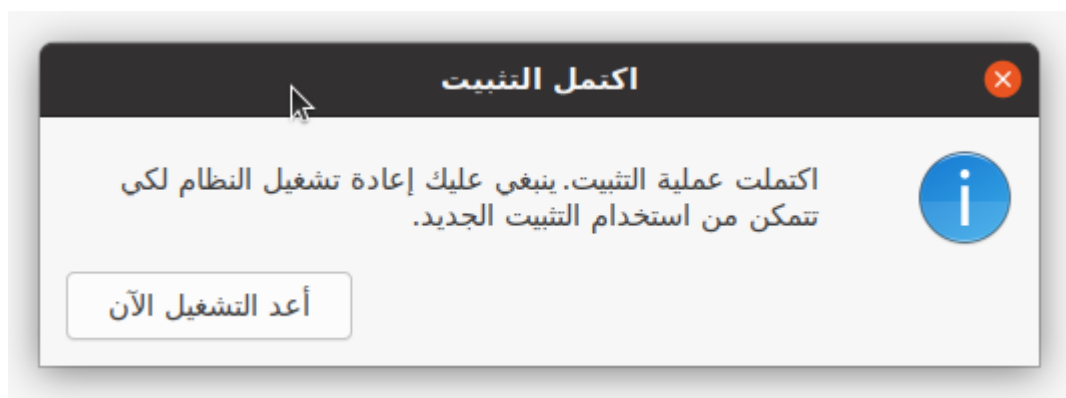 اكتمل التثبيت
اكتملت عملية التثبيت. ينبغي عليك إعادة تشغيل النظام لكي
تتمكن من استخدام التثبيت الجديد.
أعد التشغيل الآن